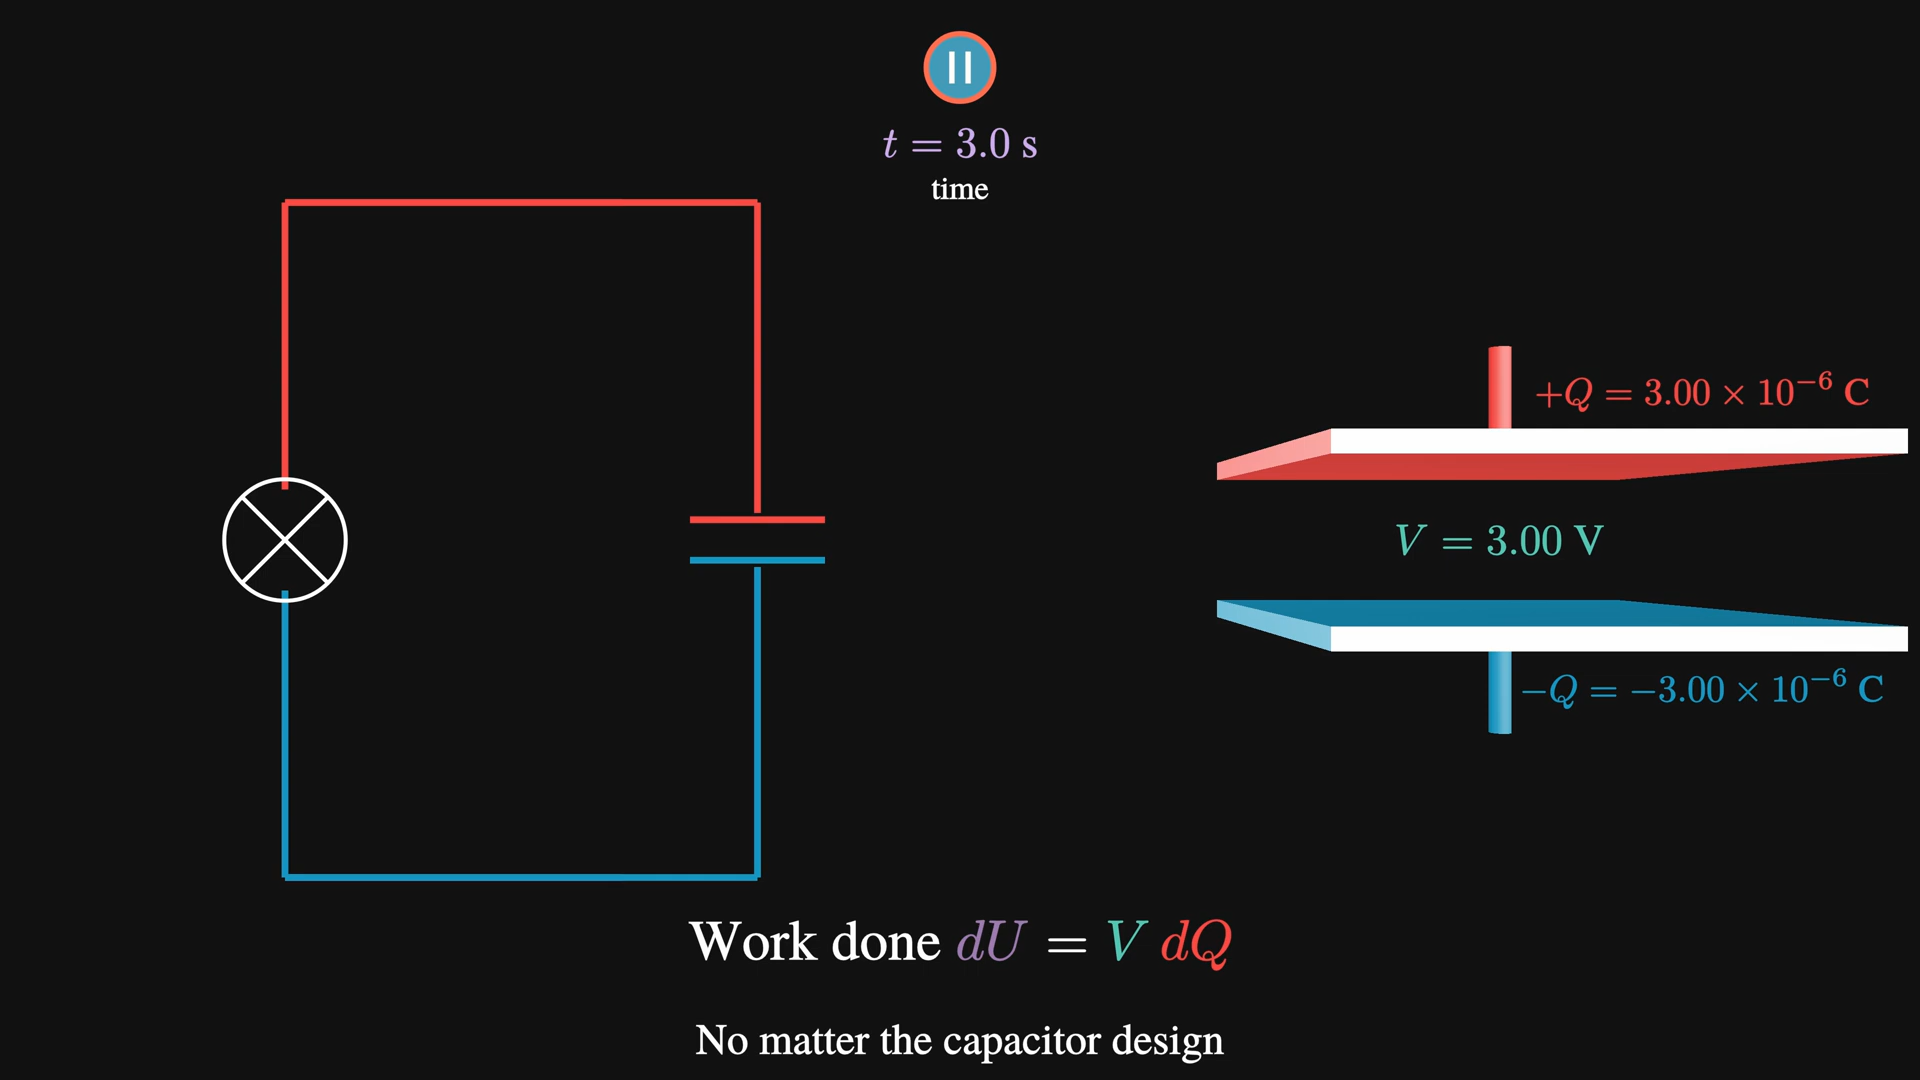 t = 3.0 s
time
+Q = 3.00 × 10⁻⁶ C
V = 3.00 V
−Q = −3.00 × 10⁻⁶ C
Work done dU = V dQ
No matter the capacitor design